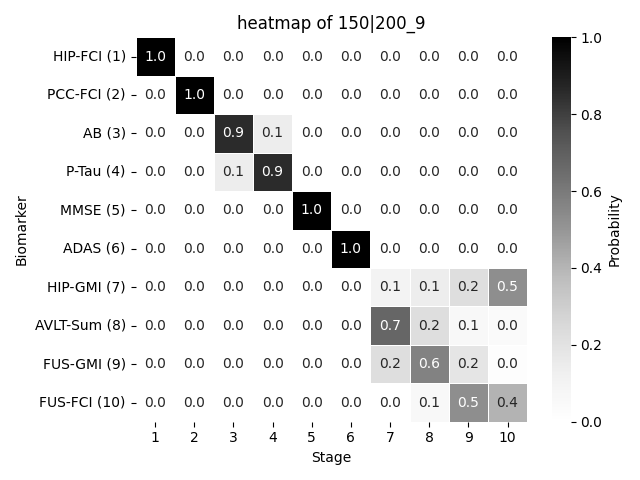 heatmap of 150|200_9
HIP-FCI (1) 1.0 0.0 0.0 0.0 0.0 0.0 0.0 0.0 0.0 0.0
PCC-FCI (2) 0.0 1.0 0.0 0.0 0.0 0.0 0.0 0.0 0.0 0.0
AB (3) 0.0 0.0 0.9 0.1 0.0 0.0 0.0 0.0 0.0 0.0
P-Tau (4) 0.0 0.0 0.1 0.9 0.0 0.0 0.0 0.0 0.0 0.0
MMSE (5) 0.0 0.0 0.0 0.0 1.0 0.0 0.0 0.0 0.0 0.0
ADAS (6) 0.0 0.0 0.0 0.0 0.0 1.0 0.0 0.0 0.0 0.0
HIP-GMI (7) 0.0 0.0 0.0 0.0 0.0 0.0 0.1 0.1 0.2 0.5
AVLT-Sum (8) 0.0 0.0 0.0 0.0 0.0 0.0 0.7 0.2 0.1 0.0
FUS-GMI (9) 0.0 0.0 0.0 0.0 0.0 0.0 0.2 0.6 0.2 0.0
FUS-FCI (10) 0.0 0.0 0.0 0.0 0.0 0.0 0.0 0.1 0.5 0.4
1 2 3 4 5 6 7 8 9 10
Stage
Biomarker
1.0
0.8
0.6
0.4
0.2
0.0
Probability